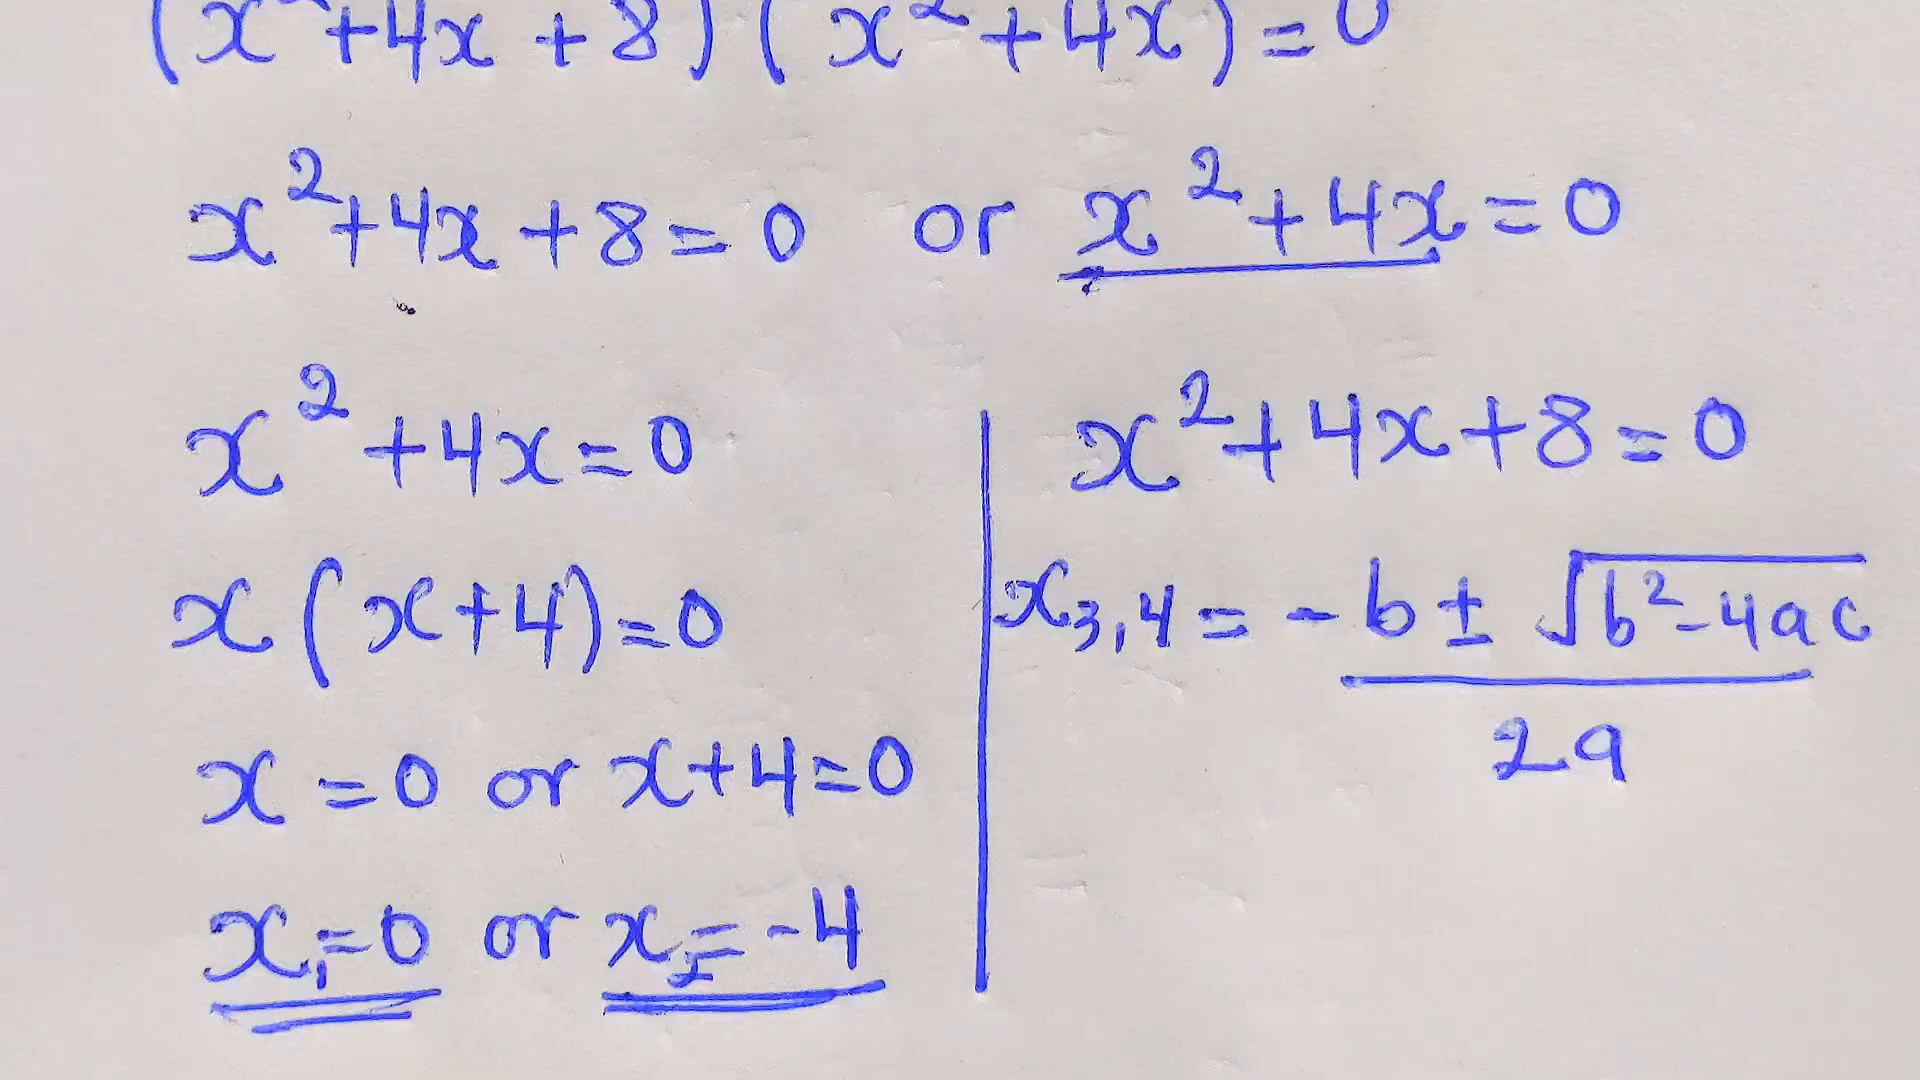 (x²+4x+8)(x²+4x)=0
x²+4x+8=0 or x²+4x=0
x²+4x=0
x(x+4)=0
x=0 or x+4=0
x₁=0 or x₂=-4
x²+4x+8=0
x₃,₄=-b±√b²-4ac
2a